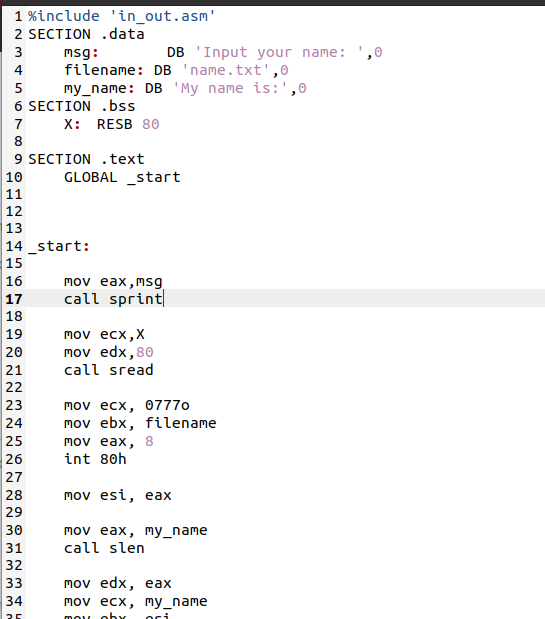 1 %include 'in_out.asm'
2 SECTION .data
3     msg:        DB 'Input your name: ',0
4     filename: DB 'name.txt',0
5     my_name: DB 'My name is:',0
6 SECTION .bss
7     X:  RESB 80
8
9 SECTION .text
10     GLOBAL _start
11
12
13
14 _start:
15
16     mov eax,msg
17     call sprint
18
19     mov ecx,X
20     mov edx,80
21     call sread
22
23     mov ecx, 0777o
24     mov ebx, filename
25     mov eax, 8
26     int 80h
27
28     mov esi, eax
29
30     mov eax, my_name
31     call slen
32
33     mov edx, eax
34     mov ecx, my_name
35     mov ebx, esi